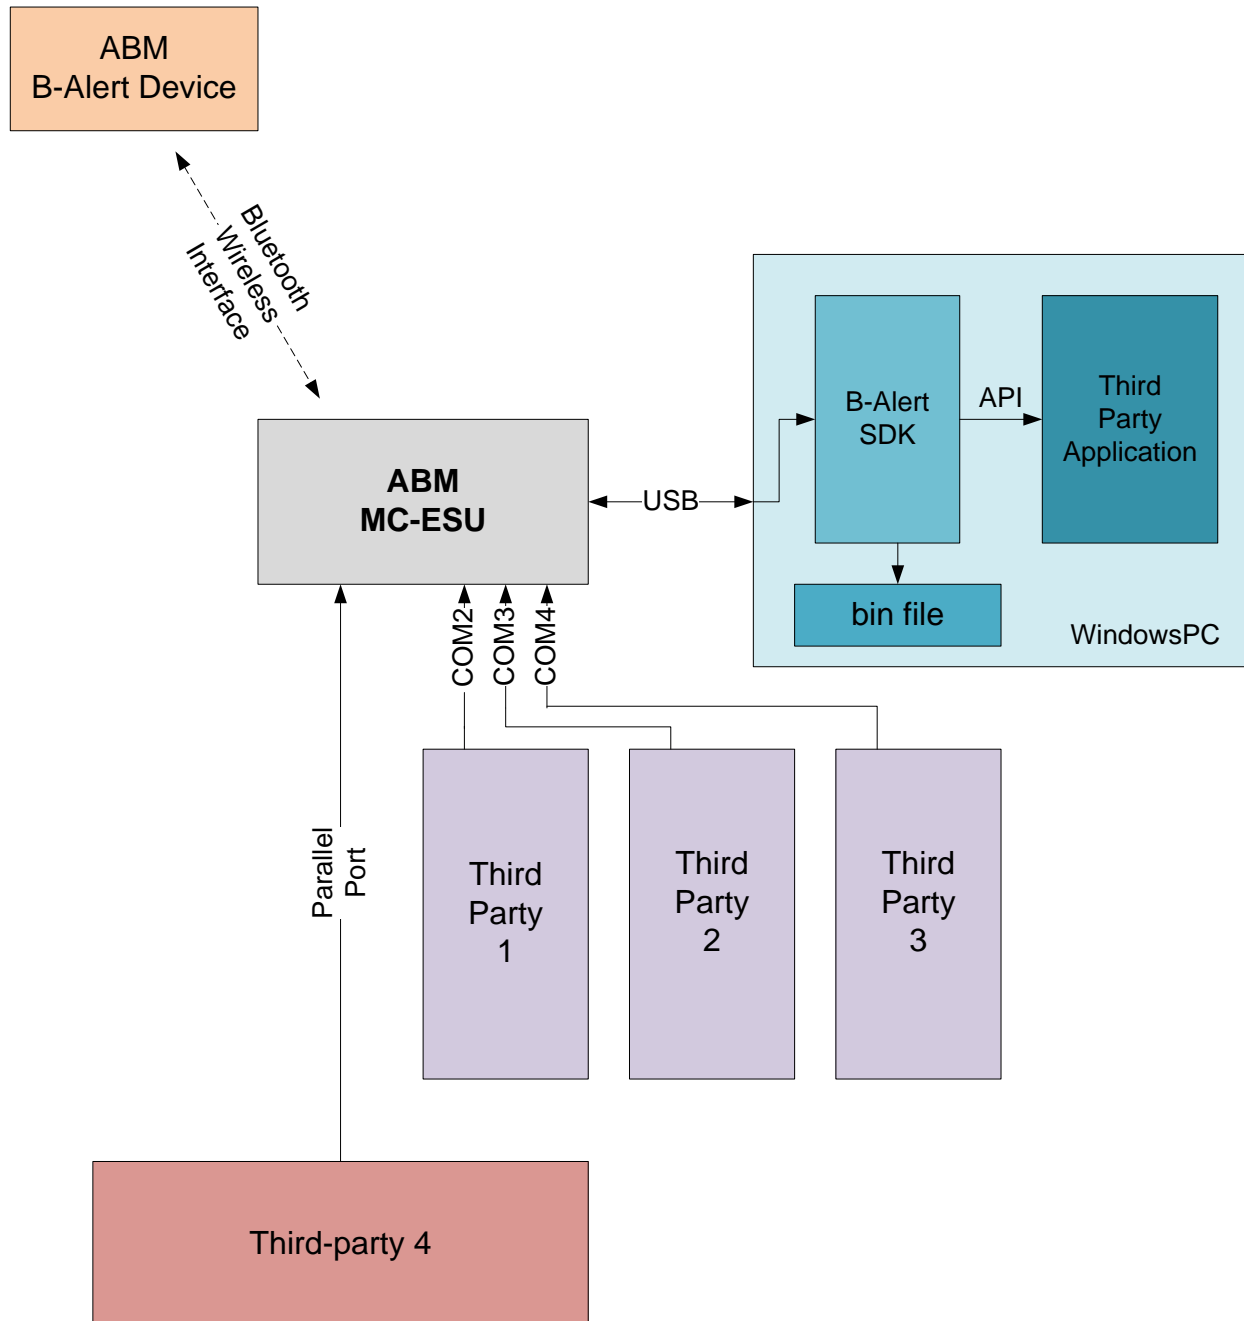 ABM
B-Alert Device
Bluetooth
Wireless
Interface
B-Alert
SDK
API
Third
Party
Application
ABM
MC-ESU
USB
bin file
WindowsPC
COM2
COM3
COM4
Parallel
Port
Third
Party
1
Third
Party
2
Third
Party
3
Third-party 4